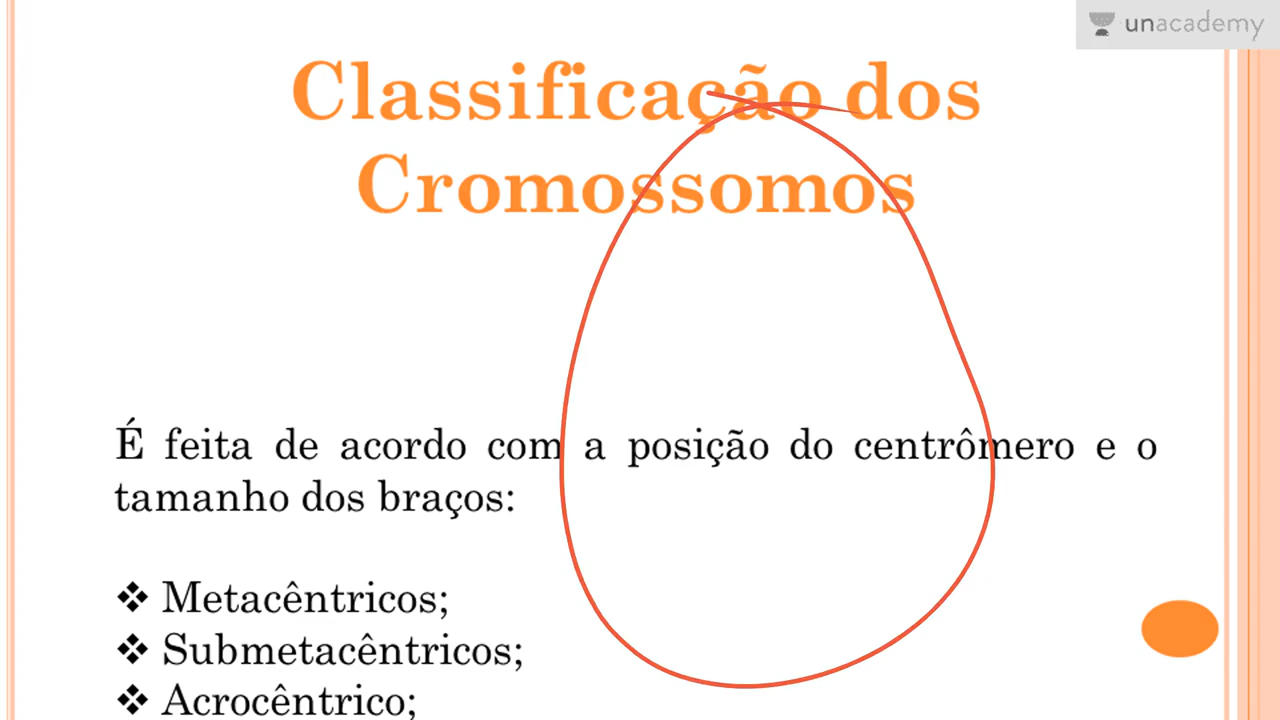 unacademy
Classificação dos
Cromossomos
É feita de acordo com a posição do centrômero e o
tamanho dos braços:
❖ Metacêntricos;
❖ Submetacêntricos;
❖ Acrocêntrico;